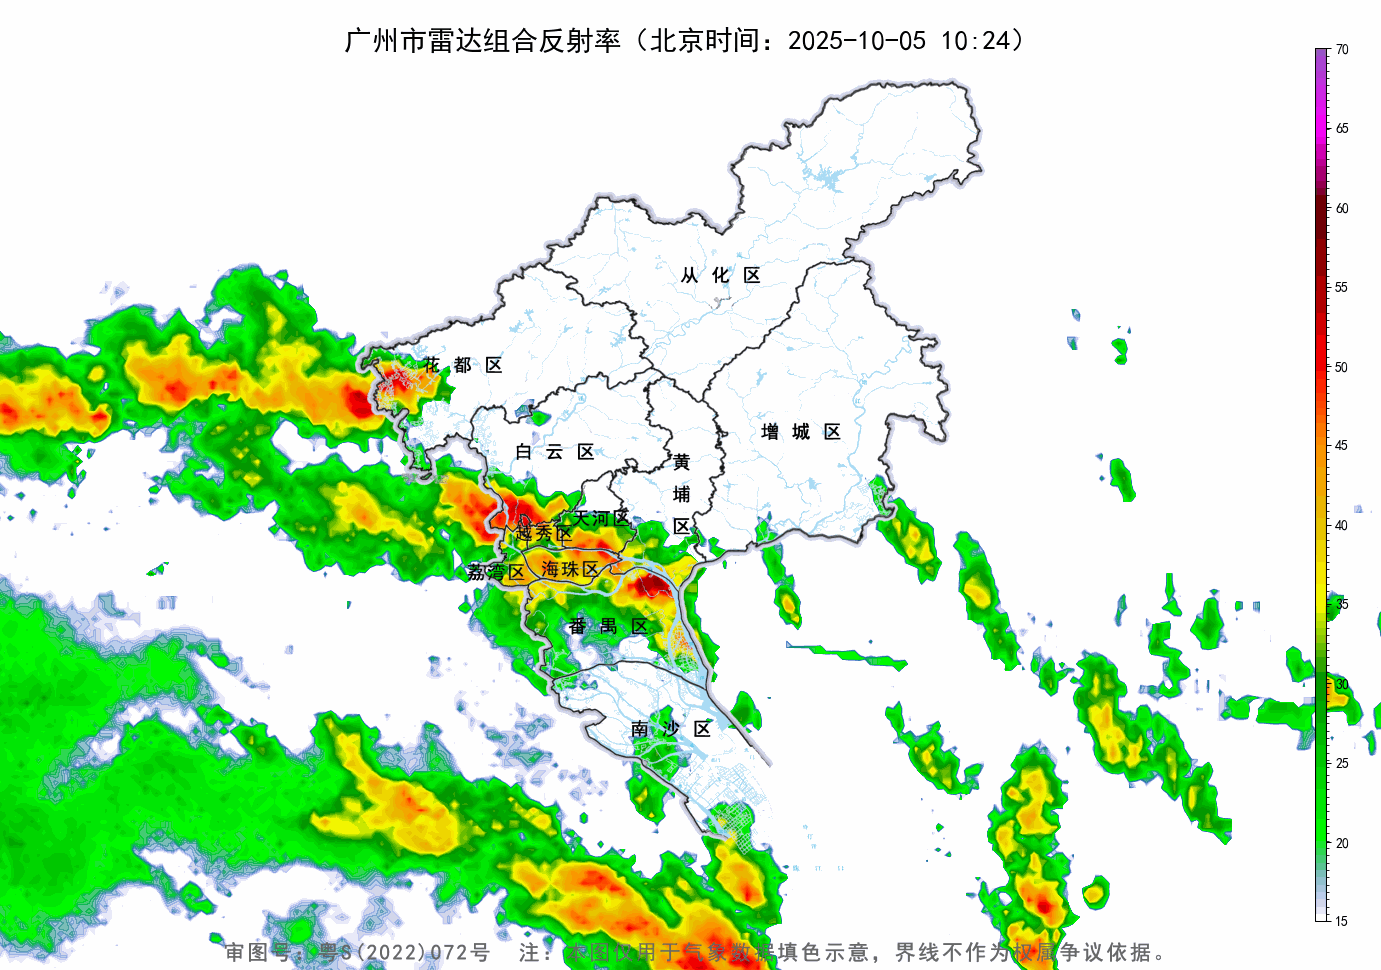 广州市雷达组合反射率（北京时间：2025-10-05 10:24）
70
65
60
55
50
45
40
35
30
25
20
15
从化区
花都区
增城区
白云区
黄埔区
天河区
越秀区
荔湾区
海珠区
番禺区
南沙区
审图号：粤S(2022)072号 注：本图仅用于气象数据填色示意，界线不作为权属争议依据。